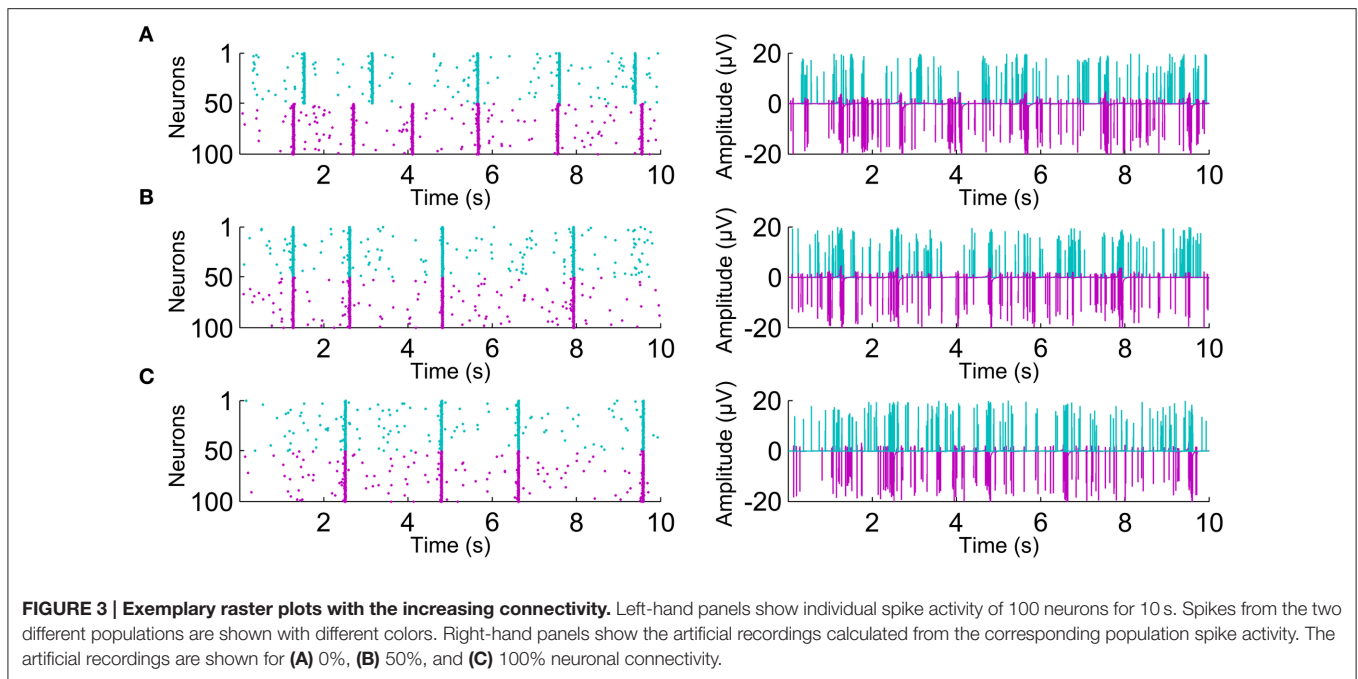 A
Neurons
1
50
100
2 4 6 8 10
Time (s)
Amplitude (µV)
20
0
-20
2 4 6 8 10
Time (s)
B
Neurons
1
50
100
2 4 6 8 10
Time (s)
Amplitude (µV)
20
0
-20
2 4 6 8 10
Time (s)
C
Neurons
1
50
100
2 4 6 8 10
Time (s)
Amplitude (µV)
20
0
-20
2 4 6 8 10
Time (s)
FIGURE 3 | Exemplary raster plots with the increasing connectivity. Left-hand panels show individual spike activity of 100 neurons for 10 s. Spikes from the two
different populations are shown with different colors. Right-hand panels show the artificial recordings calculated from the corresponding population spike activity. The
artificial recordings are shown for (A) 0%, (B) 50%, and (C) 100% neuronal connectivity.